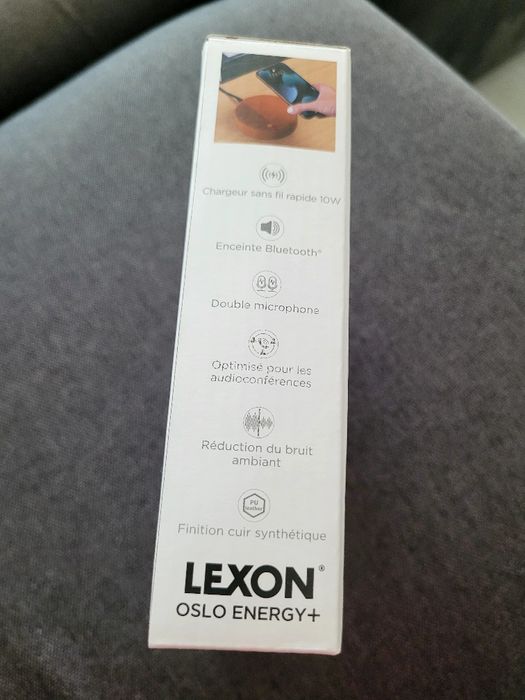 Chargeur sans fil rapide 10W
Enceinte Bluetooth®
Double microphone
Optimisé pour les
audioconférences
Réduction du bruit
ambiant
PU
leather
Finition cuir synthétique
LEXON®
OSLO ENERGY+